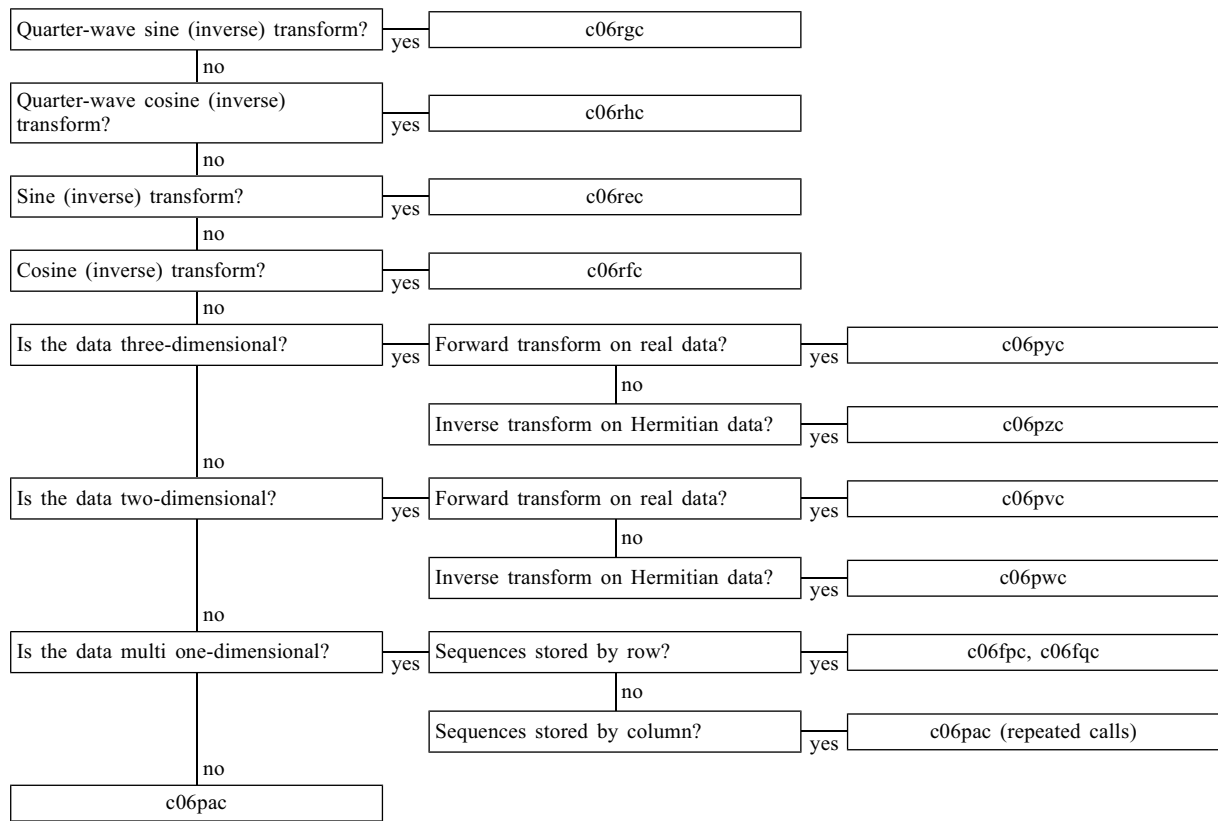 Quarter-wave sine (inverse) transform?
yes
c06rgc
no
Quarter-wave cosine (inverse)
transform?
yes
c06rhc
no
Sine (inverse) transform?
yes
c06rec
no
Cosine (inverse) transform?
yes
c06rfc
no
Is the data three-dimensional?
yes
Forward transform on real data?
yes
c06pyc
no
Inverse transform on Hermitian data?
yes
c06pzc
no
Is the data two-dimensional?
yes
Forward transform on real data?
yes
c06pvc
no
Inverse transform on Hermitian data?
yes
c06pwc
no
Is the data multi one-dimensional?
yes
Sequences stored by row?
yes
c06fpc, c06fqc
no
Sequences stored by column?
yes
c06pac (repeated calls)
no
c06pac